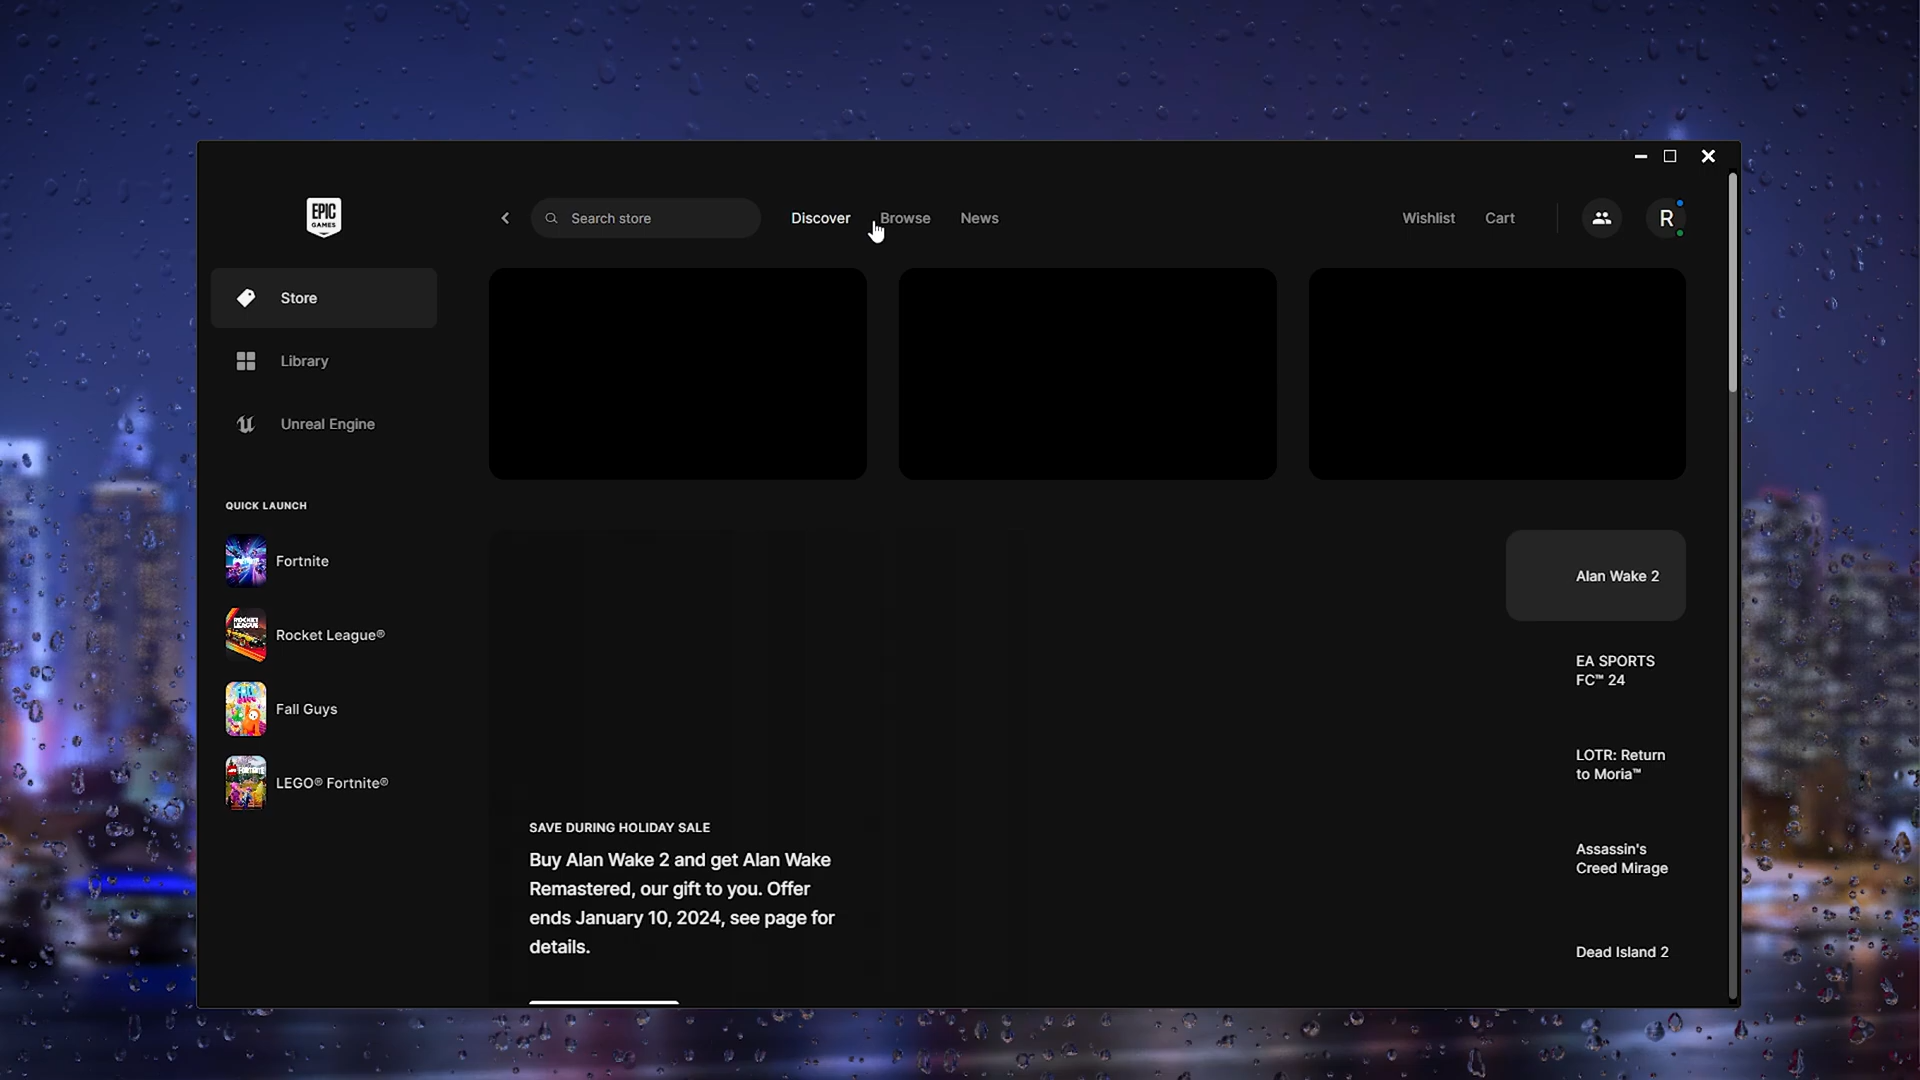 EPIC
GAMES
Search store
Discover
Browse
News
Wishlist
Cart
R
Store
Library
Unreal Engine
QUICK LAUNCH
Fortnite
Rocket League®
Fall Guys
LEGO® Fortnite®
SAVE DURING HOLIDAY SALE
Buy Alan Wake 2 and get Alan Wake
Remastered, our gift to you. Offer
ends January 10, 2024, see page for
details.
Alan Wake 2
EA SPORTS
FC™ 24
LOTR: Return
to Moria™
Assassin's
Creed Mirage
Dead Island 2